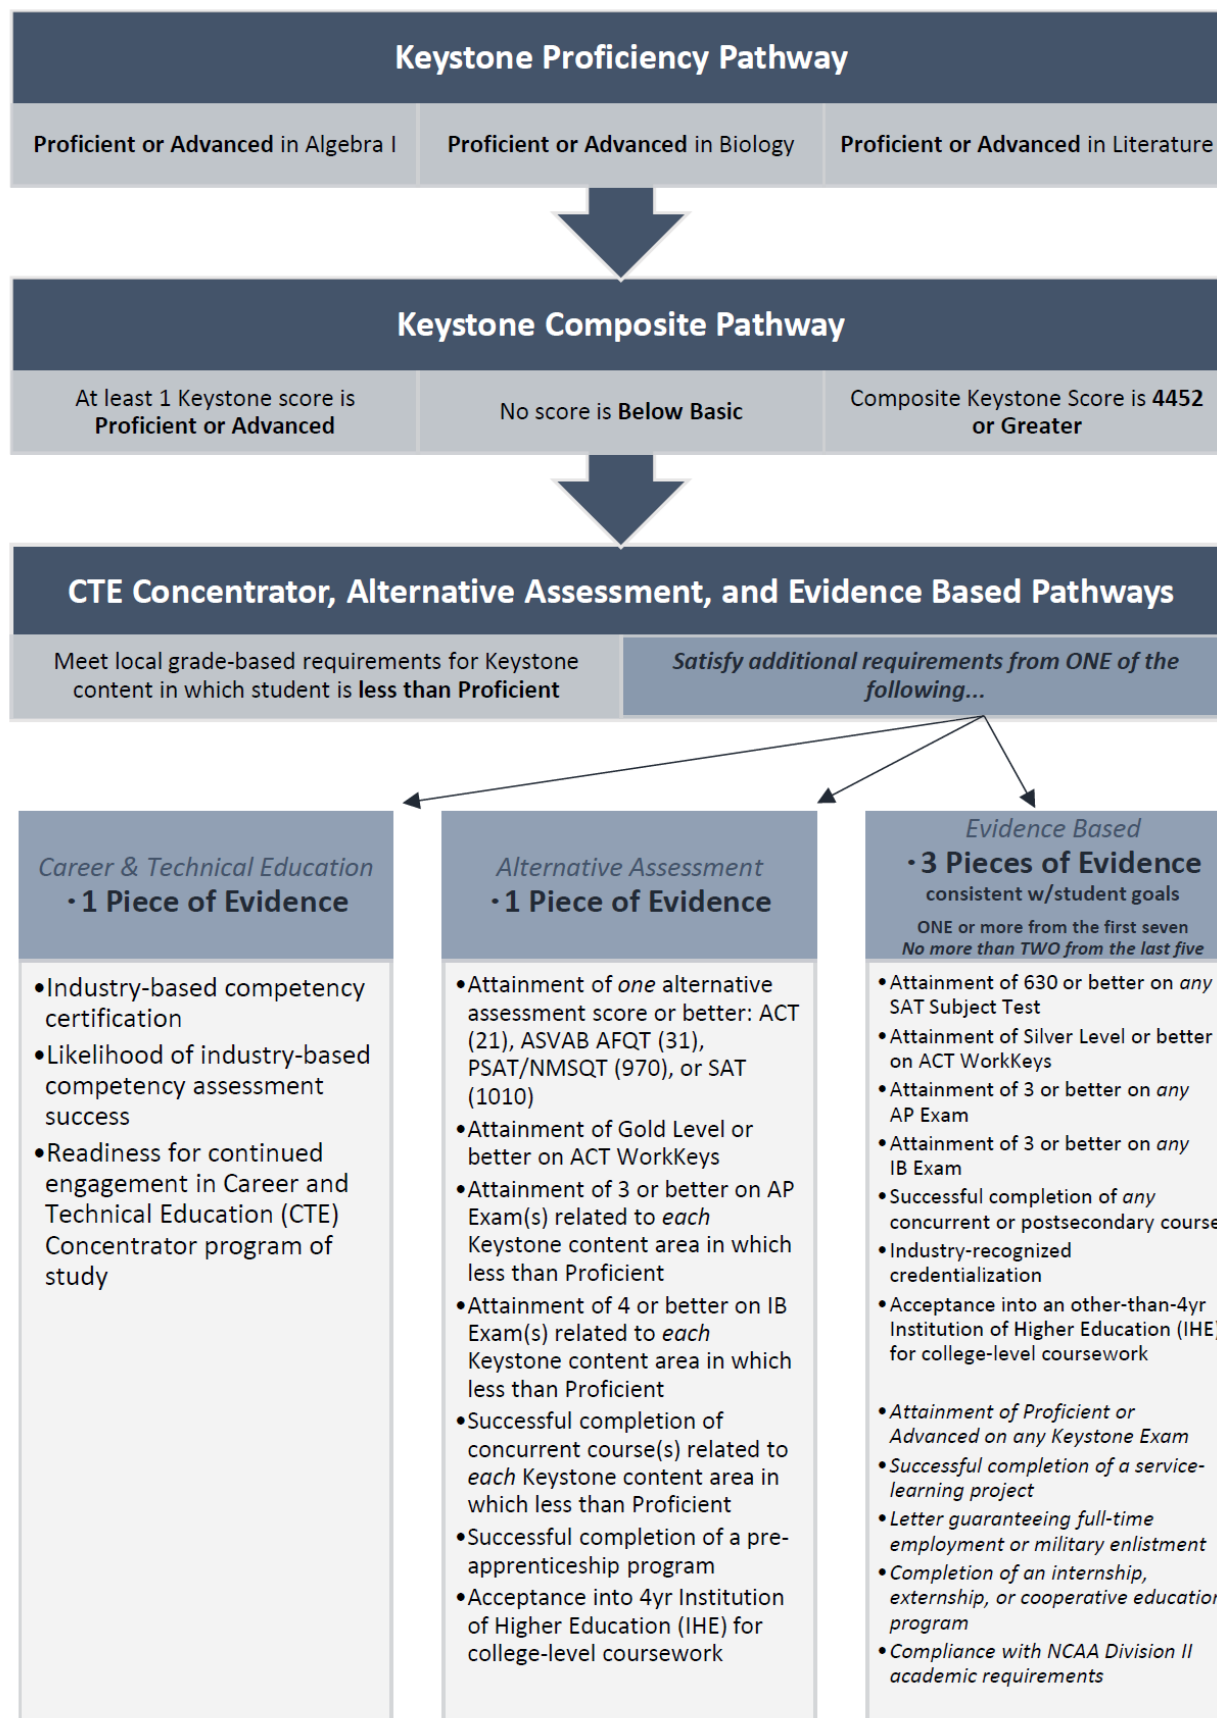 Keystone Proficiency Pathway
Proficient or Advanced in Algebra I
Proficient or Advanced in Biology
Proficient or Advanced in Literature
Keystone Composite Pathway
At least 1 Keystone score is
Proficient or Advanced
No score is Below Basic
Composite Keystone Score is 4452
or Greater
CTE Concentrator, Alternative Assessment, and Evidence Based Pathways
Meet local grade-based requirements for Keystone
content in which student is less than Proficient
Satisfy additional requirements from ONE of the
following...
Career & Technical Education
· 1 Piece of Evidence
•Industry-based competency
certification
•Likelihood of industry-based
competency assessment
success
•Readiness for continued
engagement in Career and
Technical Education (CTE)
Concentrator program of
study
Alternative Assessment
· 1 Piece of Evidence
•Attainment of one alternative
assessment score or better: ACT
(21), ASVAB AFQT (31),
PSAT/NMSQT (970), or SAT
(1010)
•Attainment of Gold Level or
better on ACT WorkKeys
•Attainment of 3 or better on AP
Exam(s) related to each
Keystone content area in which
less than Proficient
•Attainment of 4 or better on IB
Exam(s) related to each
Keystone content area in which
less than Proficient
•Successful completion of
concurrent course(s) related to
each Keystone content area in
which less than Proficient
•Successful completion of a pre-
apprenticeship program
•Acceptance into 4yr Institution
of Higher Education (IHE) for
college-level coursework
Evidence Based
· 3 Pieces of Evidence
consistent w/student goals
ONE or more from the first seven
No more than TWO from the last five
•Attainment of 630 or better on any
SAT Subject Test
•Attainment of Silver Level or better
on ACT WorkKeys
•Attainment of 3 or better on any
AP Exam
•Attainment of 3 or better on any
IB Exam
•Successful completion of any
concurrent or postsecondary course
•Industry-recognized
credentialization
•Acceptance into an other-than-4yr
Institution of Higher Education (IHE)
for college-level coursework
•Attainment of Proficient or
Advanced on any Keystone Exam
•Successful completion of a service-
learning project
•Letter guaranteeing full-time
employment or military enlistment
•Completion of an internship,
externship, or cooperative education
program
•Compliance with NCAA Division II
academic requirements